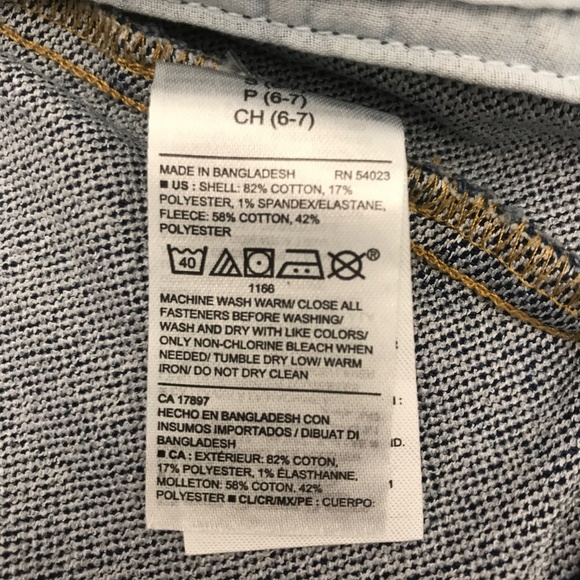 S
P (6-7)
CH (6-7)
MADE IN BANGLADESH RN 54023
■ US : SHELL: 82% COTTON, 17%
POLYESTER, 1% SPANDEX/ELASTANE,
FLEECE: 58% COTTON, 42%
POLYESTER
40 ®
1166
MACHINE WASH WARM/ CLOSE ALL
FASTENERS BEFORE WASHING/
WASH AND DRY WITH LIKE COLORS/
ONLY NON-CHLORINE BLEACH WHEN
NEEDED/ TUMBLE DRY LOW/ WARM
IRON/ DO NOT DRY CLEAN
CA 17897
HECHO EN BANGLADESH CON
INSUMOS IMPORTADOS / DIBUAT DI
BANGLADESH
■ CA : EXTÉRIEUR: 82% COTON,
17% POLYESTER, 1% ÉLASTHANNE,
MOLLETON: 58% COTON, 42%
POLYESTER ■ CL/CR/MX/PE : CUERPO: